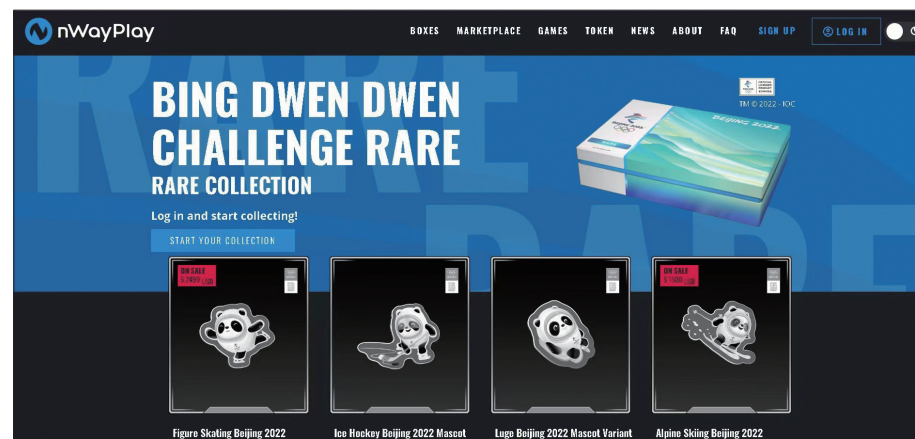 nWayPlay
BOXES MARKETPLACE GAMES TOKEN NEWS ABOUT FAQ SIGN UP LOG IN
RARE
BING DWEN DWEN
CHALLENGE RARE
RARE COLLECTION
Log in and start collecting!
START YOUR COLLECTION
TM © 2022 - IOC
BEIJING 2022
RARE
ON SALE
ON SALE
Figure Skating Beijing 2022
Ice Hockey Beijing 2022 Mascot
Luge Beijing 2022 Mascot Variant
Alpine Skiing Beijing 2022